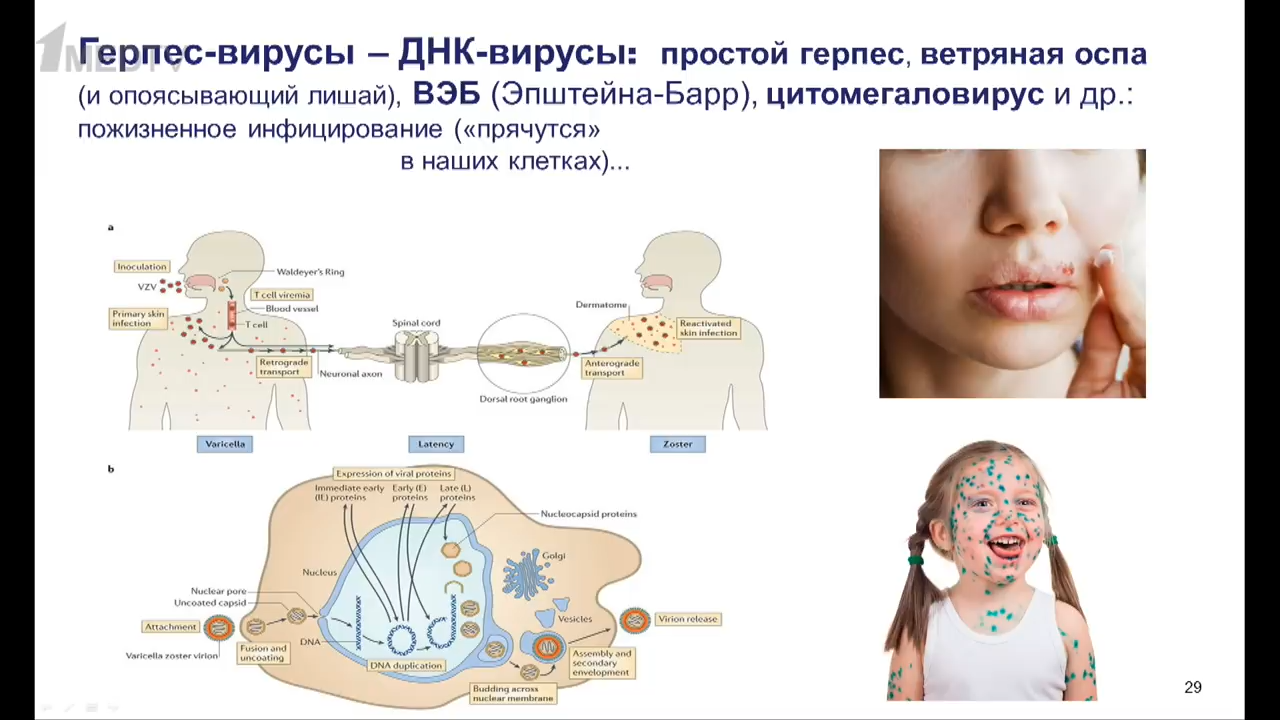 1MEDTV
Герпес-вирусы – ДНК-вирусы: простой герпес, ветряная оспа
(и опоясывающий лишай), ВЭБ (Эпштейна-Барр), цитомегаловирус и др.:
пожизненное инфицирование («прячутся»
в наших клетках)...
a
Inoculation
VZV
Waldeyer's Ring
T cell viremia
Blood vessel
T cell
Primary skin
infection
Retrograde
transport
Neuronal axon
Spinal cord
Dorsal root ganglion
Dermatome
Reactivated
skin infection
Anterograde
transport
Varicella
Latency
Zoster
b
Expression of viral proteins
Immediate early
(IE) proteins
Early (E)
proteins
Late (L)
proteins
Nucleocapsid proteins
Golgi
Nucleus
Nuclear pore
Uncoated capsid
Vesicles
Virion release
Attachment
DNA
Varicella zoster virion
Fusion and
uncoating
DNA duplication
Assembly and
secondary
envelopment
Budding across
nuclear membrane
29